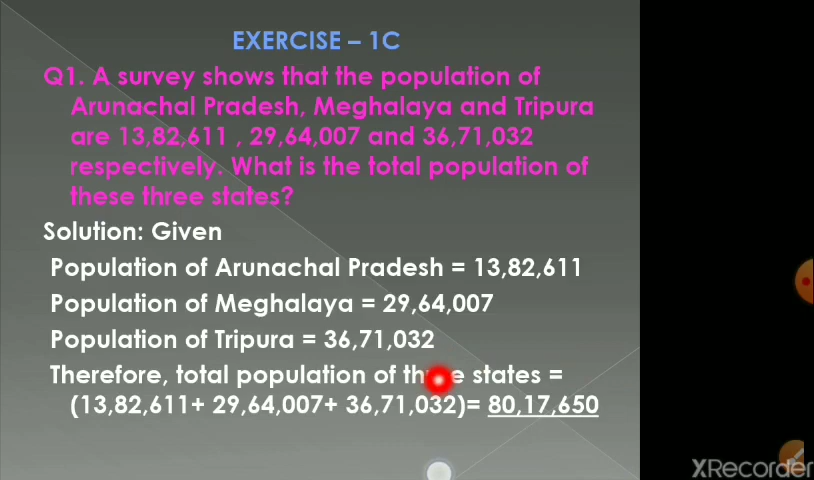 EXERCISE – 1C
Q1. A survey shows that the population of
Arunachal Pradesh, Meghalaya and Tripura
are 13,82,611 , 29,64,007 and 36,71,032
respectively. What is the total population of
these three states?
Solution: Given
Population of Arunachal Pradesh = 13,82,611
Population of Meghalaya = 29,64,007
Population of Tripura = 36,71,032
Therefore, total population of three states =
(13,82,611+ 29,64,007+ 36,71,032)= 80,17,650
XRecorder